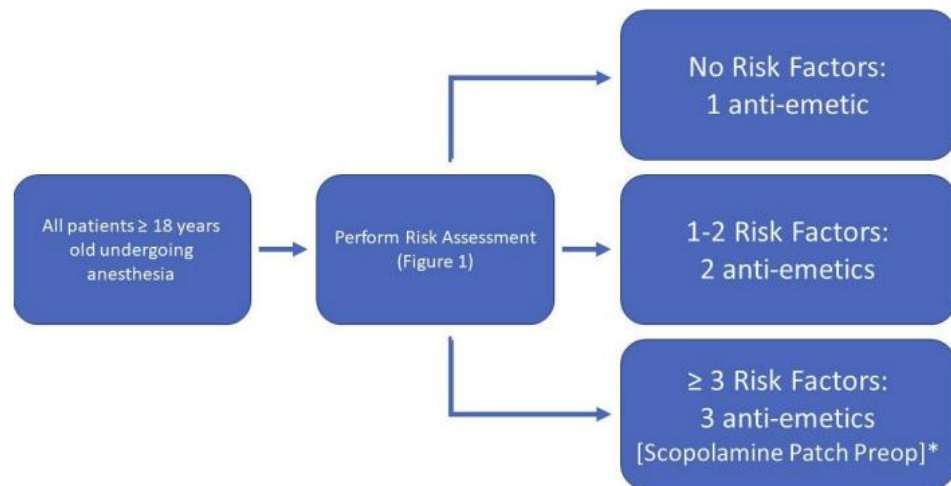 All patients ≥ 18 years
old undergoing
anesthesia
Perform Risk Assessment
(Figure 1)
No Risk Factors:
1 anti-emetic
1-2 Risk Factors:
2 anti-emetics
≥ 3 Risk Factors:
3 anti-emetics
[Scopolamine Patch Preop]*